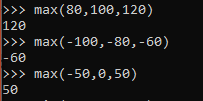 >>> max(80,100,120)
120
>>> max(-100,-80,-60)
-60
>>> max(-50,0,50)
50